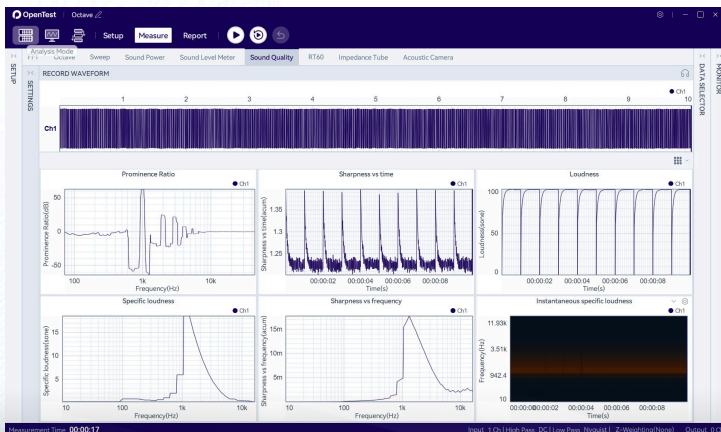 OpenTest Octave
Setup Measure Report
Analysis Mode
FFT Octave Sweep Sound Power Sound Level Meter Sound Quality RT60 Impedance Tube Acoustic Camera
SETUP
SETTINGS
RECORD WAVEFORM
DATA SELECTOR
MONITOR
Ch1
1 2 3 4 5 6 7 8 9 10
Ch1
Prominence Ratio
Ch1
Prominence Ratio(dB)
50
0
-50
100 1k 10k
Frequency(Hz)
Sharpness vs time
Ch1
Sharpness vs time(acum)
1.35
1.3
1.25
00:00:02 00:00:04 00:00:06 00:00:08
Time(s)
Loudness
Ch1
Loudness(sone)
100
50
0
00:00:02 00:00:04 00:00:06 00:00:08
Time(s)
Specific loudness
Ch1
Specific loudness(sone)
15
10
5
10 100 1k 10k
Frequency(Hz)
Sharpness vs frequency
Ch1
Sharpness vs frequency(acum)
15m
10m
5m
10 100 1k 10k
Frequency(Hz)
Instantaneous specific loudness
Ch1
Frequency(Hz)
11.93k
3.51k
942.4
10
00:00:00 00:00:02 00:00:04 00:00:06 00:00:08
Time(s)
Measurement Time 00:00:17
Input 1 Ch | High Pass DC | Low Pass Nyquist | Z-Weighting(None) Output 0 C